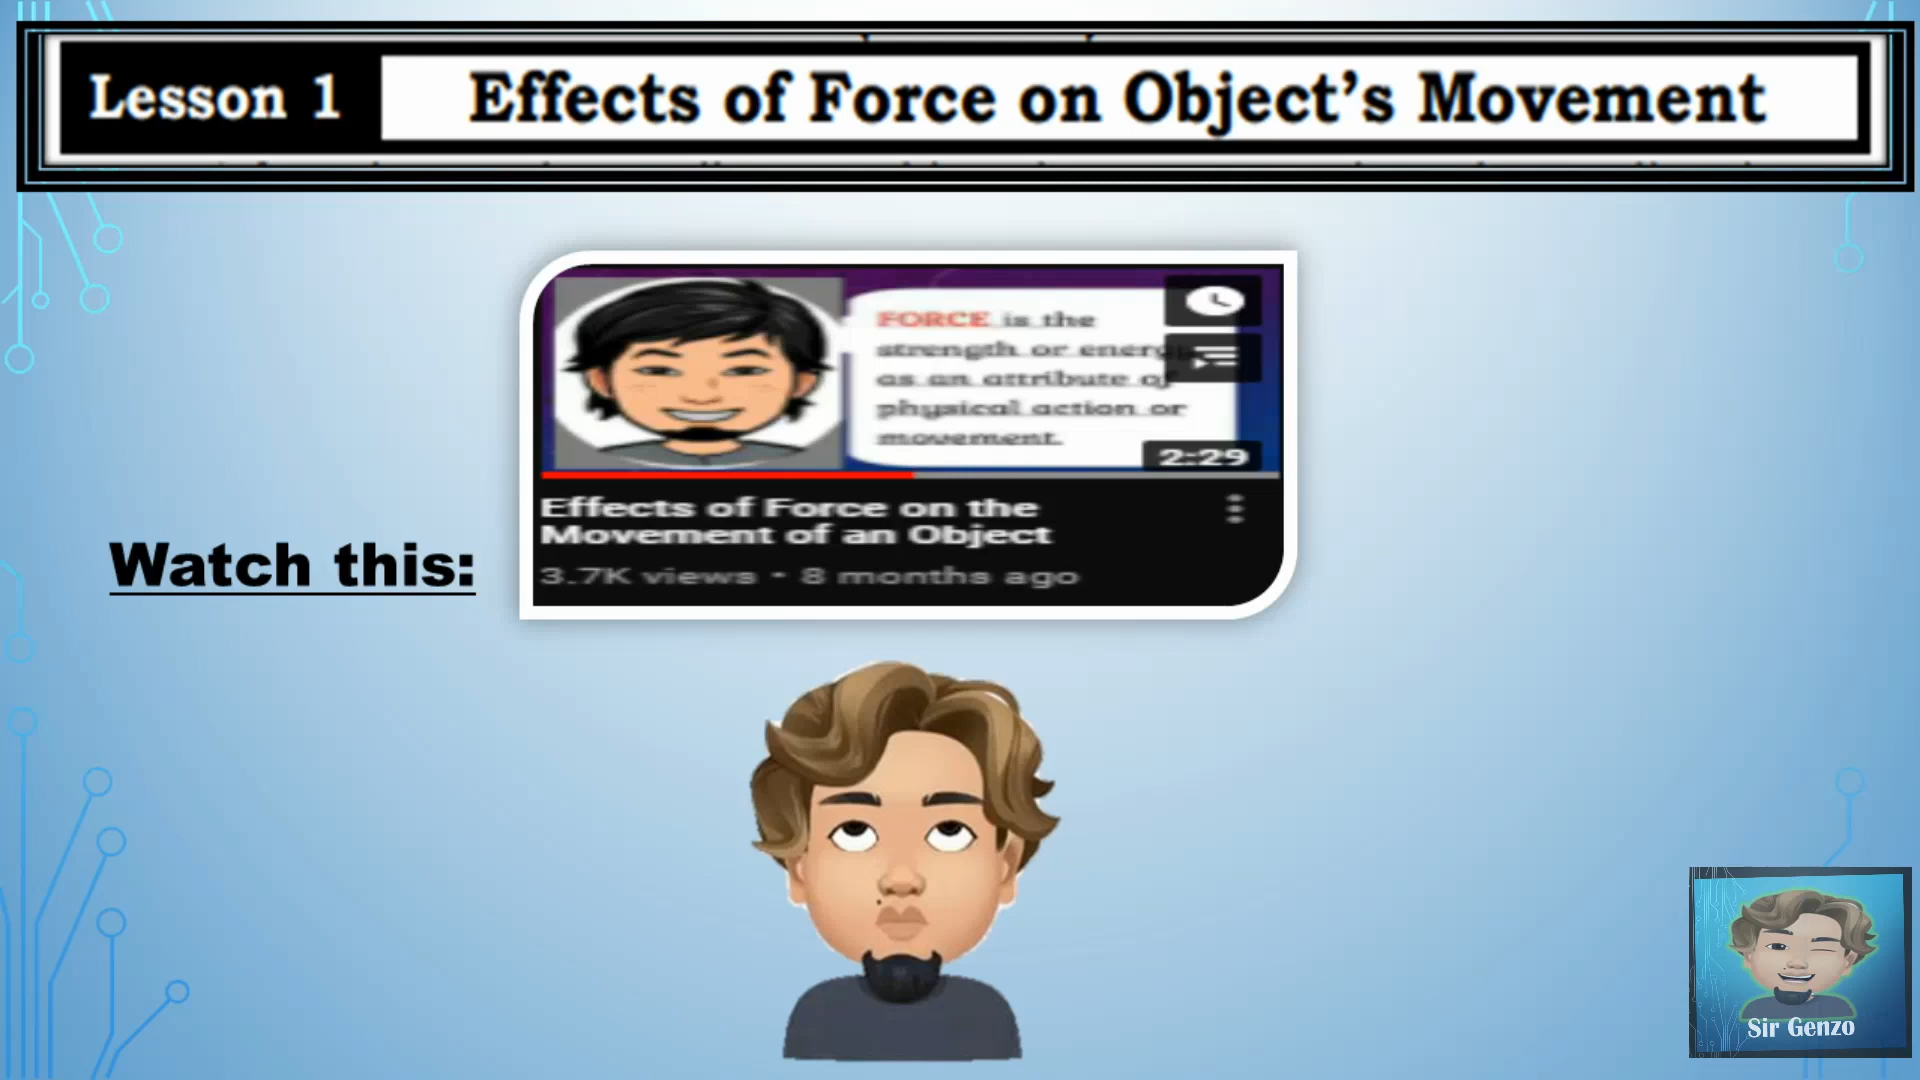 Lesson 1
Effects of Force on Object's Movement
FORCE is the
strength or energy
as an attribute of
physical action or
movement.
2:29
Effects of Force on the
Movement of an Object
3.7K views • 8 months ago
Watch this:
Sir Genzo